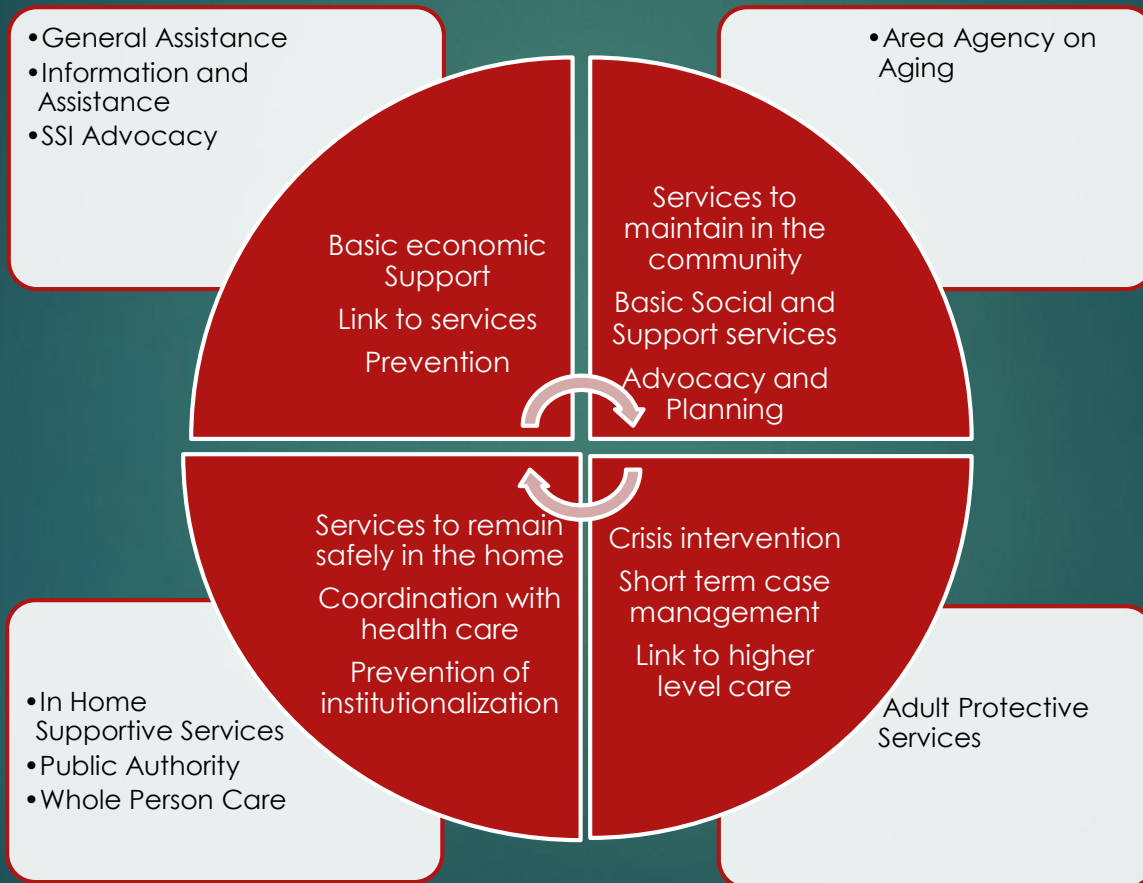 •General Assistance
•Information and
Assistance
•SSI Advocacy
•Area Agency on
Aging
Basic economic
Support
Link to services
Prevention
Services to
maintain in the
community
Basic Social and
Support services
Advocacy and
Planning
Services to remain
safely in the home
Coordination with
health care
Prevention of
institutionalization
Crisis intervention
Short term case
management
Link to higher
level care
•In Home
Supportive Services
•Public Authority
•Whole Person Care
Adult Protective
Services